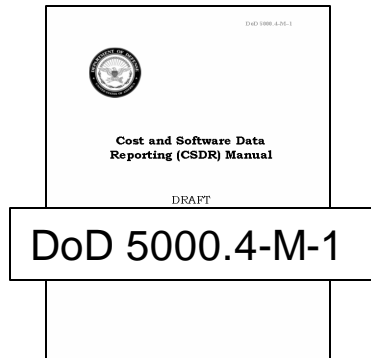 DoD 5000.4-M-1
Cost and Software Data
Reporting (CSDR) Manual
DRAFT
DoD 5000.4-M-1